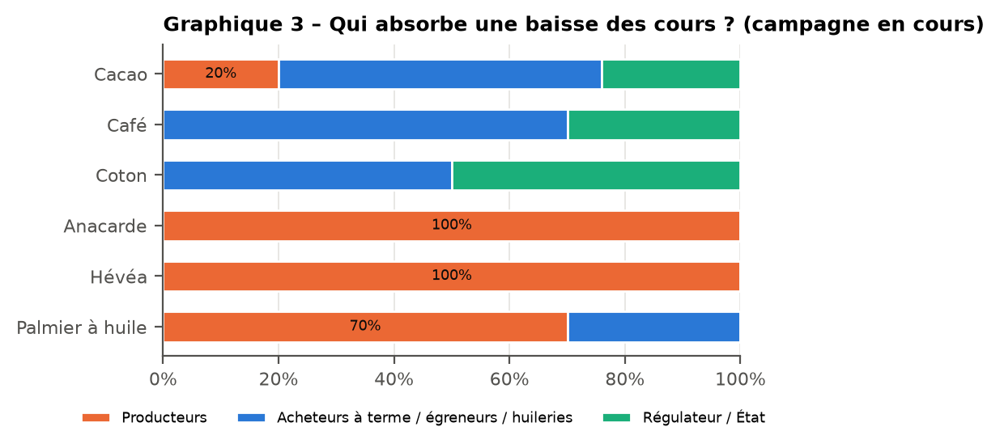 Graphique 3 – Qui absorbe une baisse des cours ? (campagne en cours)
Cacao
20%
Café
Coton
Anacarde
100%
Hévéa
100%
Palmier à huile
70%
0% 20% 40% 60% 80% 100%
Producteurs Acheteurs à terme / égreneurs / huileries Régulateur / État